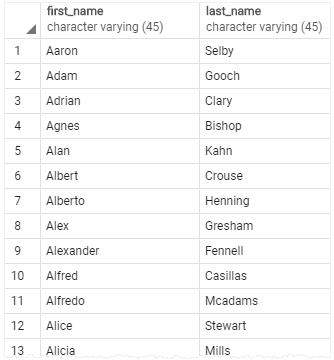 first_name last_name
character varying (45) character varying (45)
1 Aaron Selby
2 Adam Gooch
3 Adrian Clary
4 Agnes Bishop
5 Alan Kahn
6 Albert Crouse
7 Alberto Henning
8 Alex Gresham
9 Alexander Fennell
10 Alfred Casillas
11 Alfredo Mcadams
12 Alice Stewart
13 Alicia Mills